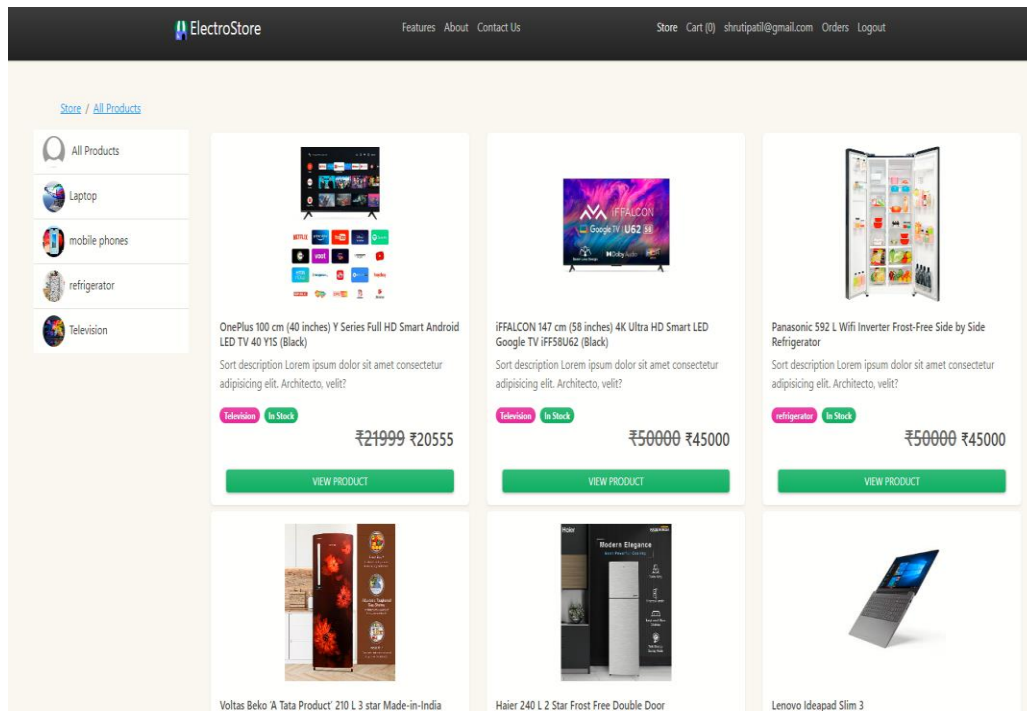 ElectroStore
Features About Contact Us
Store Cart (0) shrutipatil@gmail.com Orders Logout
Store / All Products
All Products
Laptop
mobile phones
refrigerator
Television
iFFALCON
Google TV U62
OnePlus 100 cm (40 inches) Y Series Full HD Smart Android
LED TV 40 Y1S (Black)
Sort description Lorem ipsum dolor sit amet consectetur
adipisicing elit. Architecto, velit?
Television In Stock
₹21999 ₹20555
VIEW PRODUCT
iFFALCON 147 cm (58 inches) 4K Ultra HD Smart LED
Google TV iFF58U62 (Black)
Sort description Lorem ipsum dolor sit amet consectetur
adipisicing elit. Architecto, velit?
Television In Stock
₹50000 ₹45000
VIEW PRODUCT
Panasonic 592 L Wifi Inverter Frost-Free Side by Side
Refrigerator
Sort description Lorem ipsum dolor sit amet consectetur
adipisicing elit. Architecto, velit?
refrigerator In Stock
₹50000 ₹45000
VIEW PRODUCT
Haier
Modern Elegance
Voltas Beko 'A Tata Product' 210 L 3 star Made-in-India
Haier 240 L 2 Star Frost Free Double Door
Lenovo Ideapad Slim 3